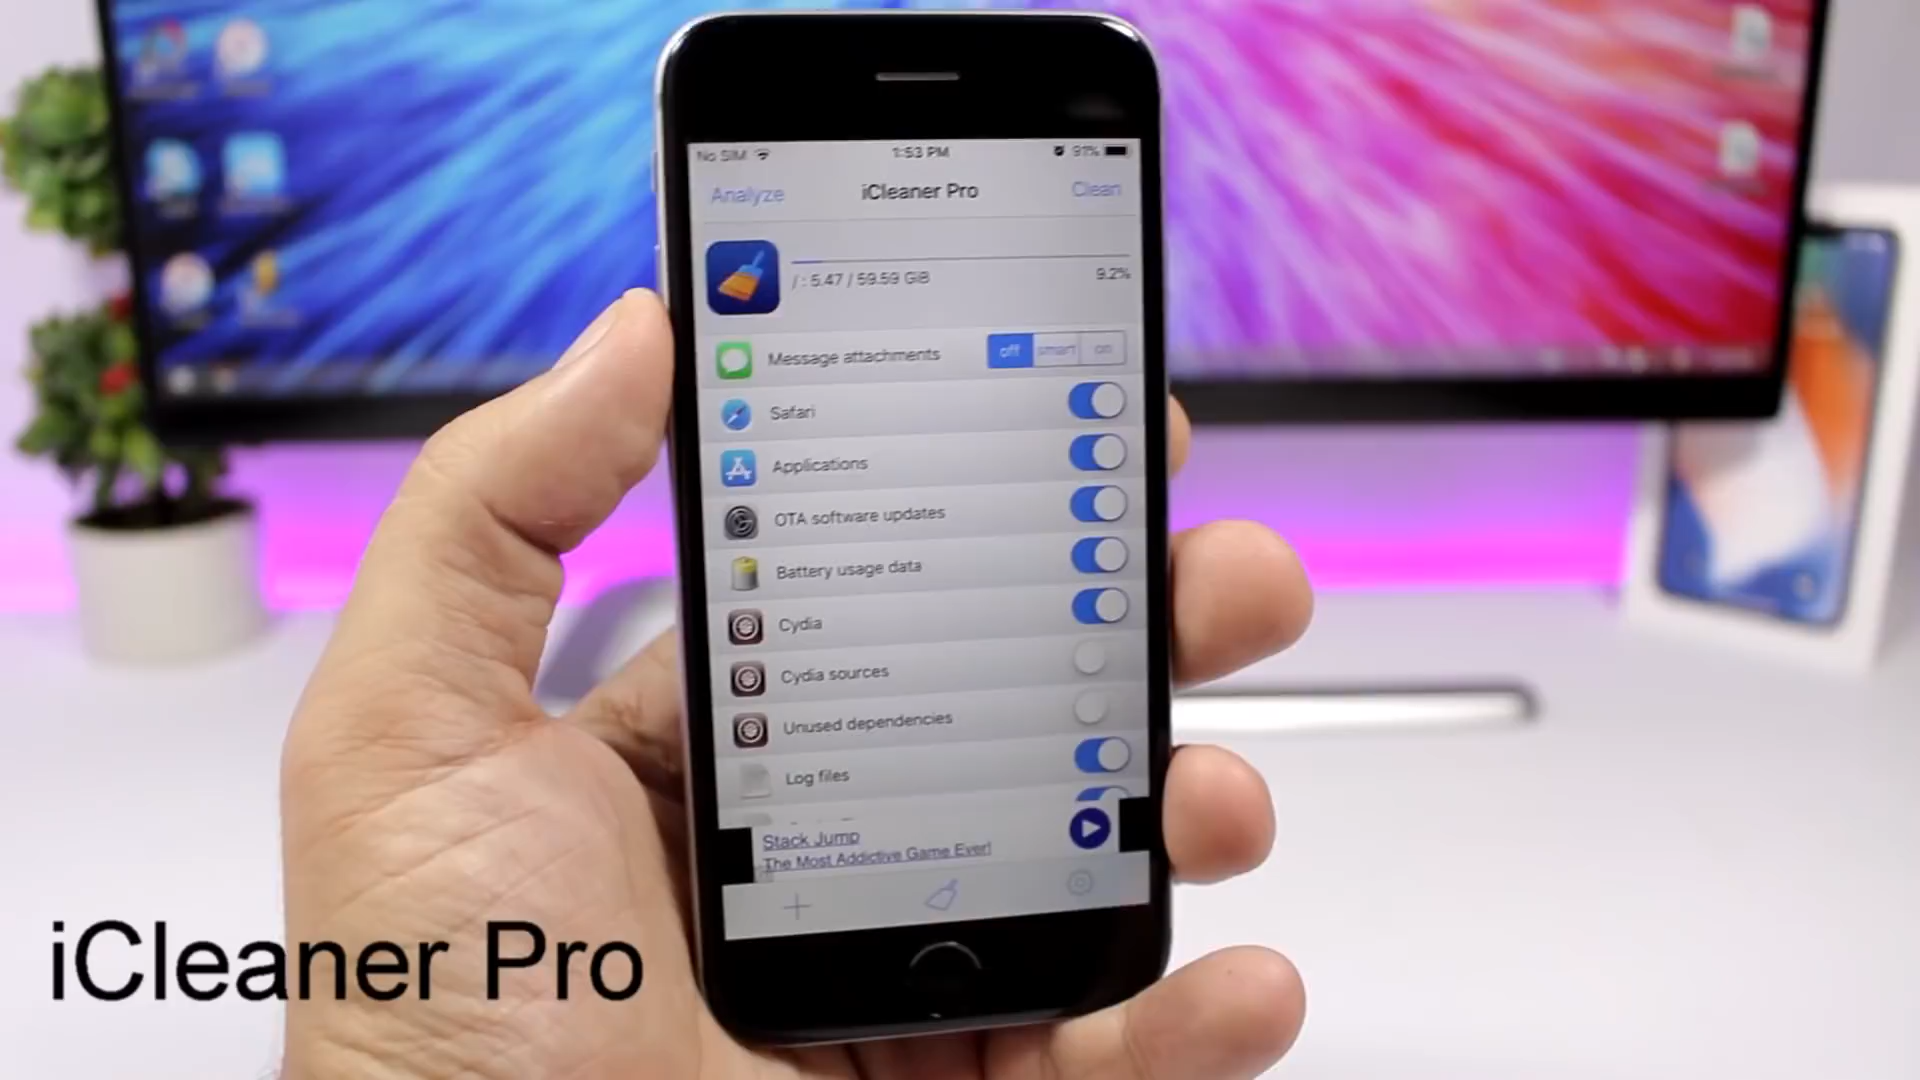 No SIM 1:53 PM 91%
Analyze iCleaner Pro Clean
/ : 5.47 / 59.59 GiB 9.2%
Message attachments off smart on
Safari
Applications
OTA software updates
Battery usage data
Cydia
Cydia sources
Unused dependencies
Log files
Stack Jump
The Most Addictive Game Ever!
iCleaner Pro